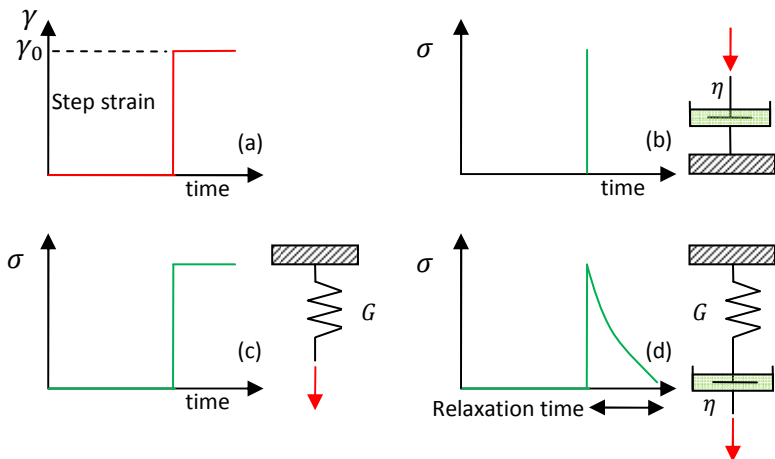 γ
γ₀
Step strain
(a)
time
σ
η
(b)
time
σ
G
(c)
time
σ
G
(d)
Relaxation time
η